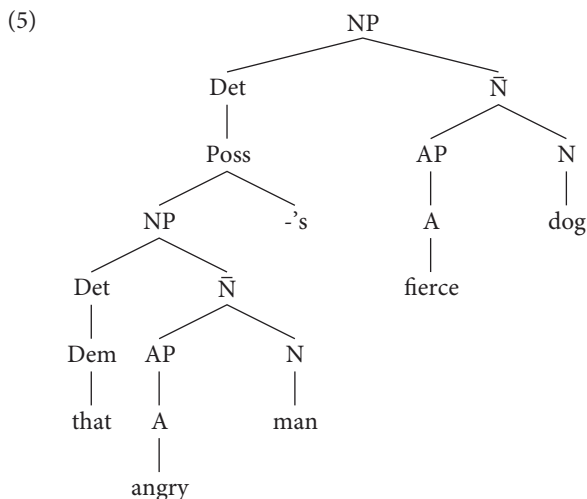 (5)
NP
Det N̄
Poss AP N
NP -'s A dog
Det N̄ fierce
Dem AP N
that A man
angry